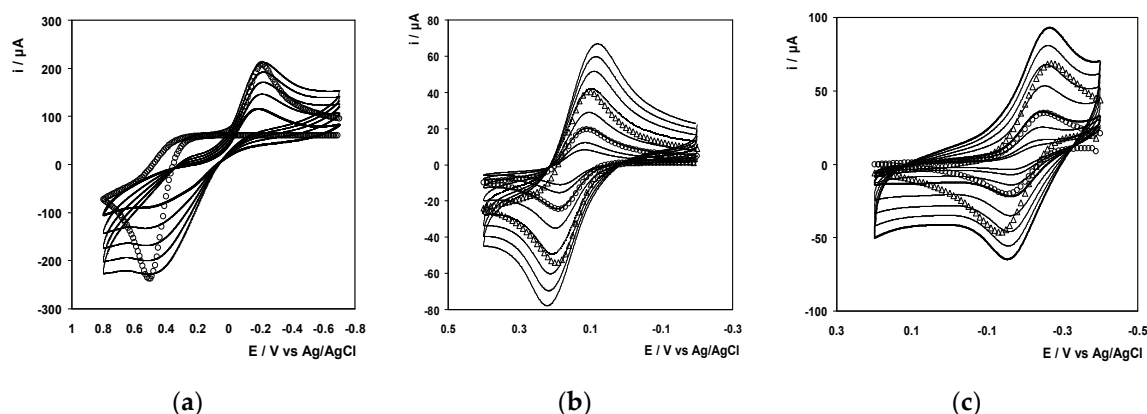 i / µA
300
200
100
0
-100
-200
-300
1 0.8 0.6 0.4 0.2 0 -0.2 -0.4 -0.6 -0.8
E / V vs Ag/AgCl
(a)
i / µA
80
60
40
20
0
-20
-40
-60
-80
0.5 0.3 0.1 -0.1 -0.3
E / V vs Ag/AgCl
(b)
i / µA
100
50
0
-50
-100
0.3 0.1 -0.1 -0.3 -0.5
E / V vs Ag/AgCl
(c)